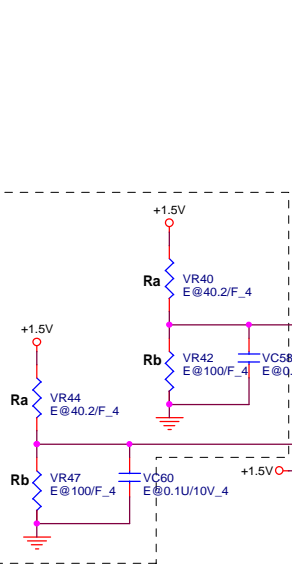 +1.5V
Ra
VR40
E@40.2/F_4
Rb
VR42
E@100/F_4
VC58
E@0.
+1.5V
Ra
VR44
E@40.2/F_4
Rb
VR47
E@100/F_4
VC60
E@0.1U/10V_4
+1.5V